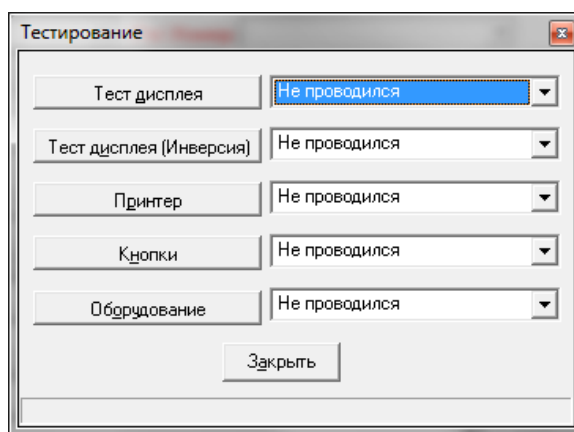 Тестирование
Тест дисплея Не проводился
Тест дисплея (Инверсия) Не проводился
Принтер Не проводился
Кнопки Не проводился
Оборудование Не проводился
Закрыть